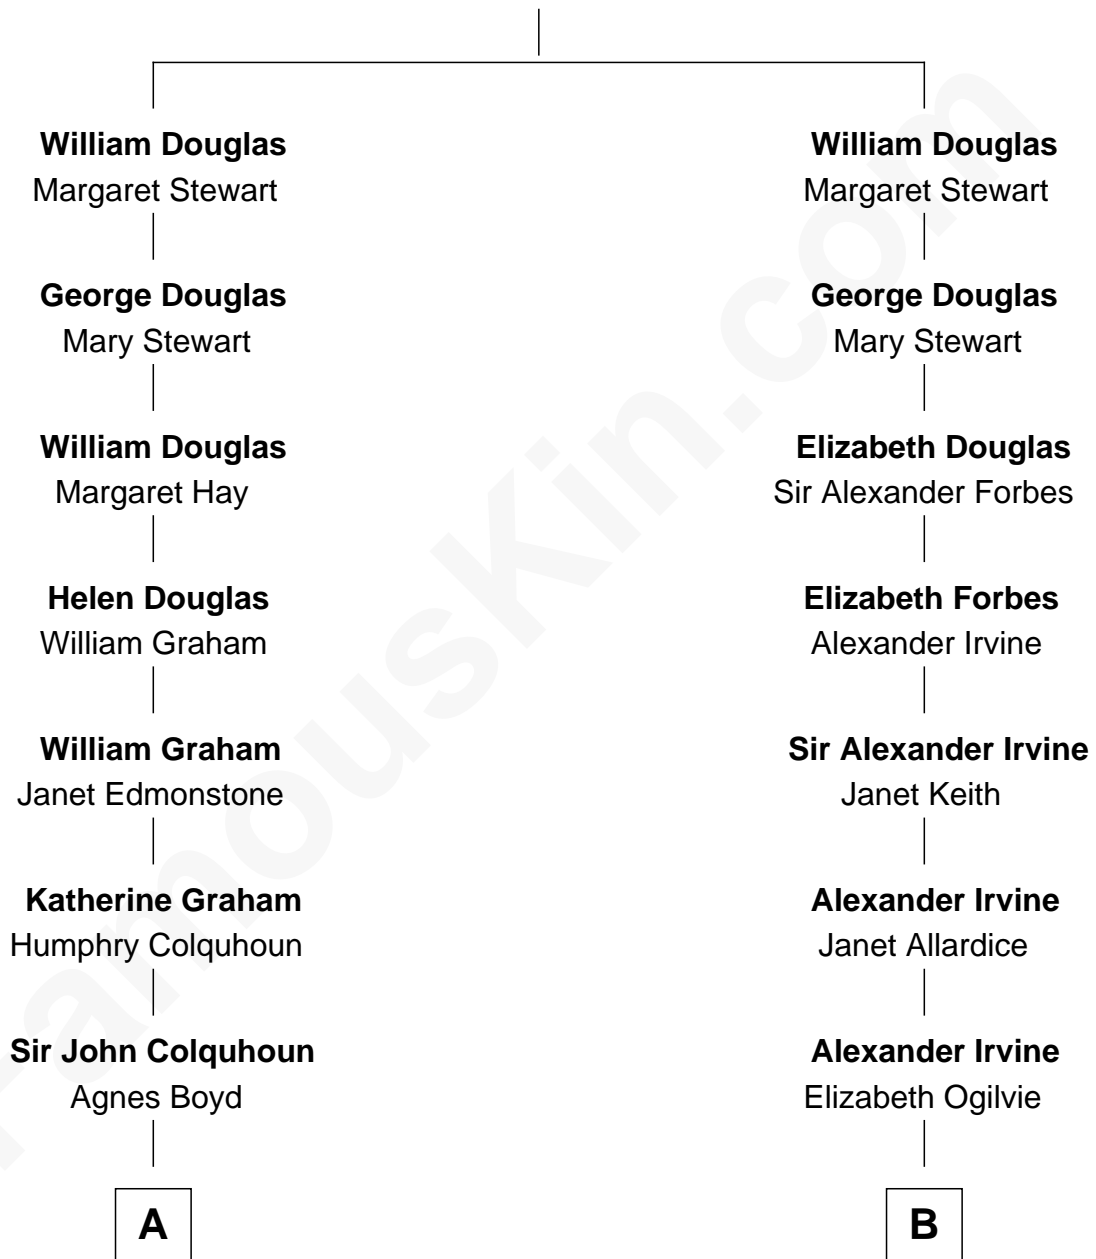 William Douglas
Margaret Stewart
George Douglas
Mary Stewart
William Douglas
Margaret Hay
Helen Douglas
William Graham
William Graham
Janet Edmonstone
Katherine Graham
Humphry Colquhoun
Sir John Colquhoun
Agnes Boyd
A
William Douglas
Margaret Stewart
George Douglas
Mary Stewart
Elizabeth Douglas
Sir Alexander Forbes
Elizabeth Forbes
Alexander Irvine
Sir Alexander Irvine
Janet Keith
Alexander Irvine
Janet Allardice
Alexander Irvine
Elizabeth Ogilvie
B
FamousKin.com